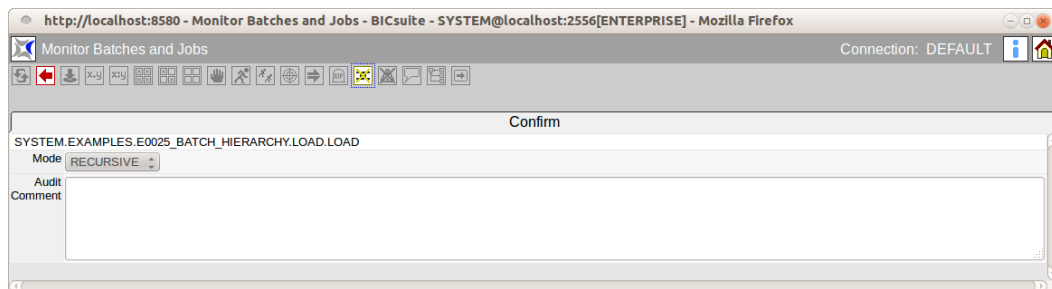 http://localhost:8580 - Monitor Batches and Jobs - BICsuite - SYSTEM@localhost:2556[ENTERPRISE] - Mozilla Firefox
Monitor Batches and Jobs
Connection: DEFAULT
x,y x:y RIP
Confirm
SYSTEM.EXAMPLES.E0025_BATCH_HIERARCHY.LOAD.LOAD
Mode RECURSIVE
Audit
Comment